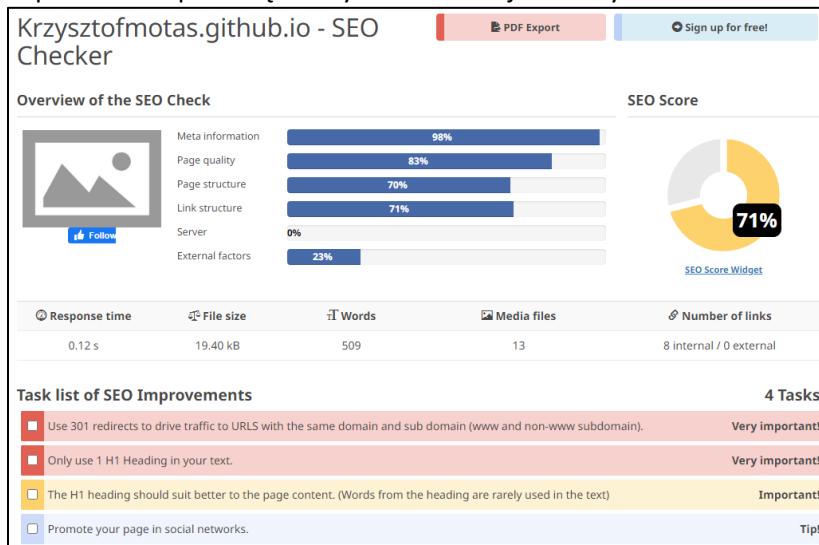 Krzysztofmotas.github.io - SEO
Checker
PDF Export
Sign up for free!
Overview of the SEO Check
SEO Score
Meta information 98%
Page quality 83%
Page structure 70%
Link structure 71%
Server 0%
External factors 23%
Follow
71%
SEO Score Widget
Response time File size Words Media files Number of links
0.12 s 19.40 kB 509 13 8 internal / 0 external
Task list of SEO Improvements 4 Tasks
Use 301 redirects to drive traffic to URLS with the same domain and sub domain (www and non-www subdomain). Very important!
Only use 1 H1 Heading in your text. Very important!
The H1 heading should suit better to the page content. (Words from the heading are rarely used in the text) Important!
Promote your page in social networks. Tip!